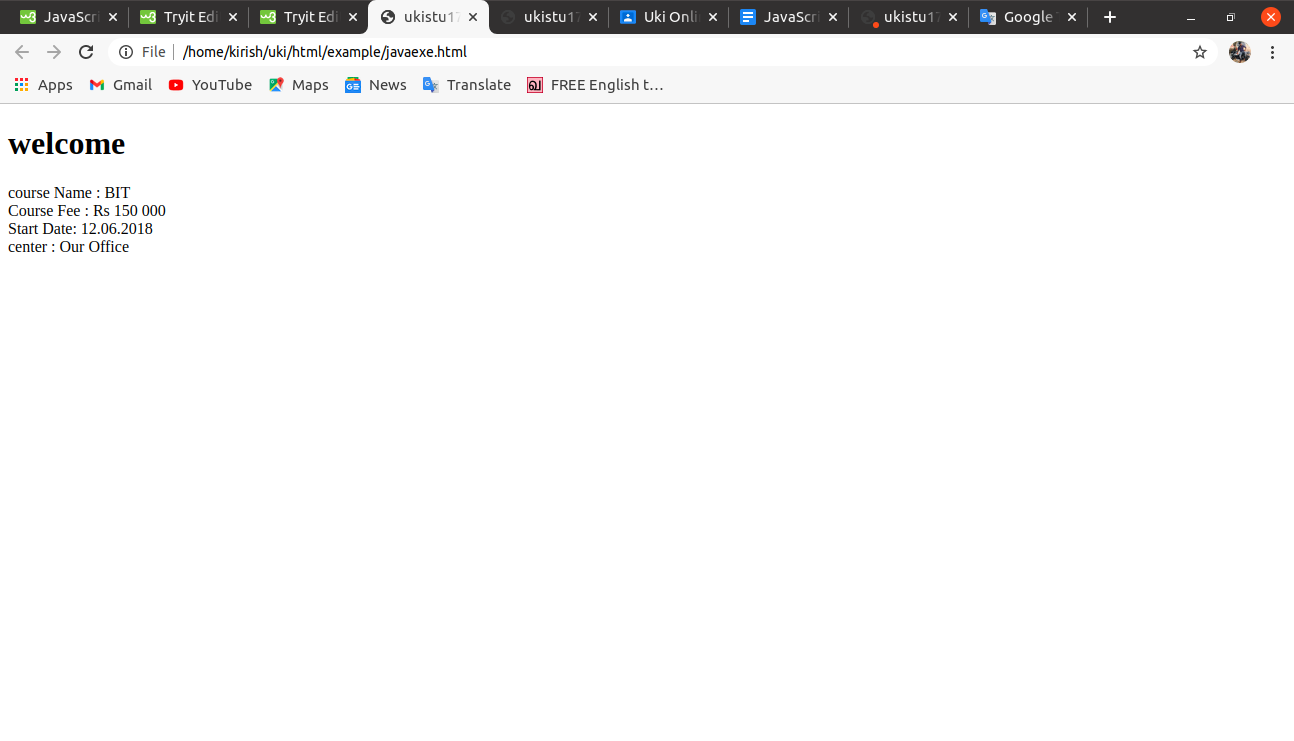 JavaScri
Tryit Edi
Tryit Edi
ukistu17
ukistu17
Uki Onli
JavaScri
ukistu17
Google T
File
/home/kirish/uki/html/example/javaexe.html
Apps
Gmail
YouTube
Maps
News
Translate
FREE English t…
welcome
course Name : BIT
Course Fee : Rs 150 000
Start Date: 12.06.2018
center : Our Office